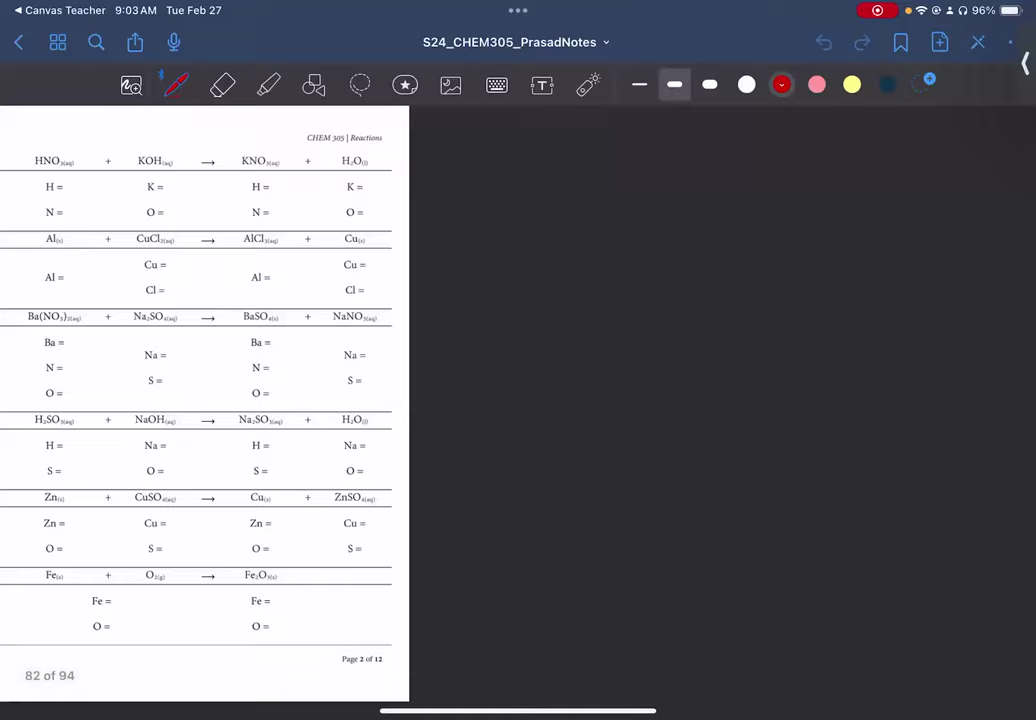 ◀ Canvas Teacher 9:03 AM Tue Feb 27 96%
S24_CHEM305_PrasadNotes
CHEM 305 | Reactions
HNO₃(aq) + KOH(aq) → KNO₃(aq) + H₂O(l)
H = K = H = K =
N = O = N = O =
Al(s) + CuCl₂(aq) → AlCl₃(aq) + Cu(s)
Cu = Cu =
Al = Al =
Cl = Cl =
Ba(NO₃)₂(aq) + Na₂SO₄(aq) → BaSO₄(s) + NaNO₃(aq)
Ba = Ba =
Na = Na =
N = N =
S = S =
O = O =
H₂SO₃(aq) + NaOH(aq) → Na₂SO₃(aq) + H₂O(l)
H = Na = H = Na =
S = O = S = O =
Zn(s) + CuSO₄(aq) → Cu(s) + ZnSO₄(aq)
Zn = Cu = Zn = Cu =
O = S = O = S =
Fe(s) + O₂(g) → Fe₂O₃(s)
Fe = Fe =
O = O =
Page 2 of 12
82 of 94